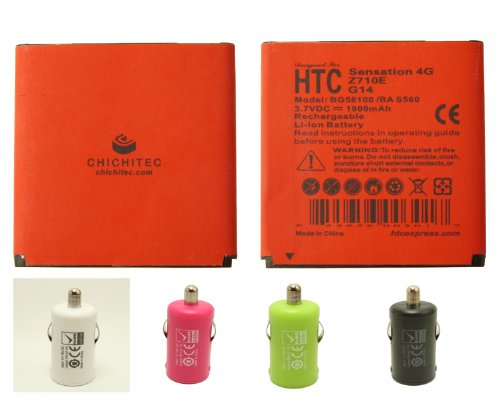 CHICHITEC
chichitec.com
Designed For
HTC Sensation 4G
Z710E
G14
Model: BG58100 /BA S560
3.7VDC 1900mAh
Rechargeable
Li-ion Battery
Read instructions in operating guide
before using the battery.
WARNING: To reduce risk of fire
or burns. Do not disassemble, crush,
puncture short external contacts, or
dispose of in fire or water.
CE
Made in China
htcexpress.com